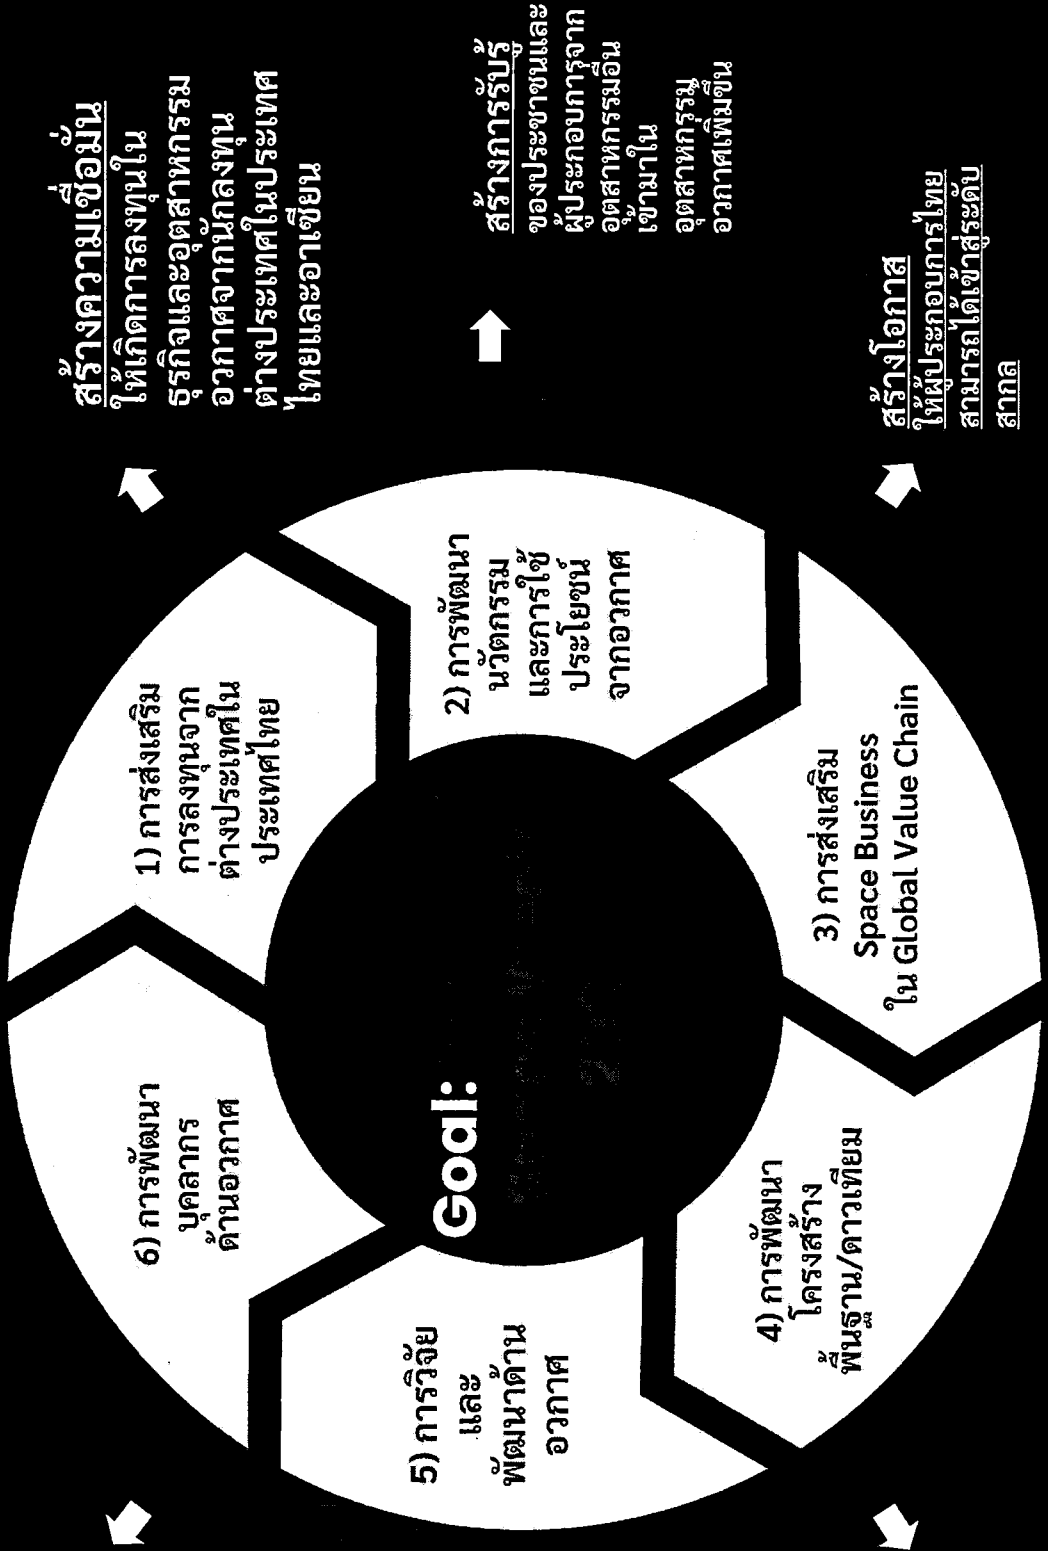 1) การส่งเสริม
การลงทุนจาก
ต่างประเทศใน
ประเทศไทย
2) การพัฒนา
นวัตกรรม
และการใช้
ประโยชน์
จากอวกาศ
3) การส่งเสริม
Space Business
ใน Global Value Chain
4) การพัฒนา
โครงสร้าง
พื้นฐาน/ดาวเทียม
5) การวิจัย
และ
พัฒนาด้าน
อวกาศ
6) การพัฒนา
บุคลากร
ด้านอวกาศ
Goal:
สร้างความเชื่อมั่น
ให้เกิดการลงทุนใน
ธุรกิจและอุตสาหกรรม
อวกาศจากนักลงทุน
ต่างประเทศในประเทศ
ไทยและอาเซียน
สร้างการรับรู้
ของประชาชนและ
ผู้ประกอบการจาก
อุตสาหกรรมอื่น
เข้ามาใน
อุตสาหกรรม
อวกาศเพิ่มขึ้น
สร้างโอกาส
ให้ผู้ประกอบการไทย
สามารถได้เข้าสู่ระดับ
สากล